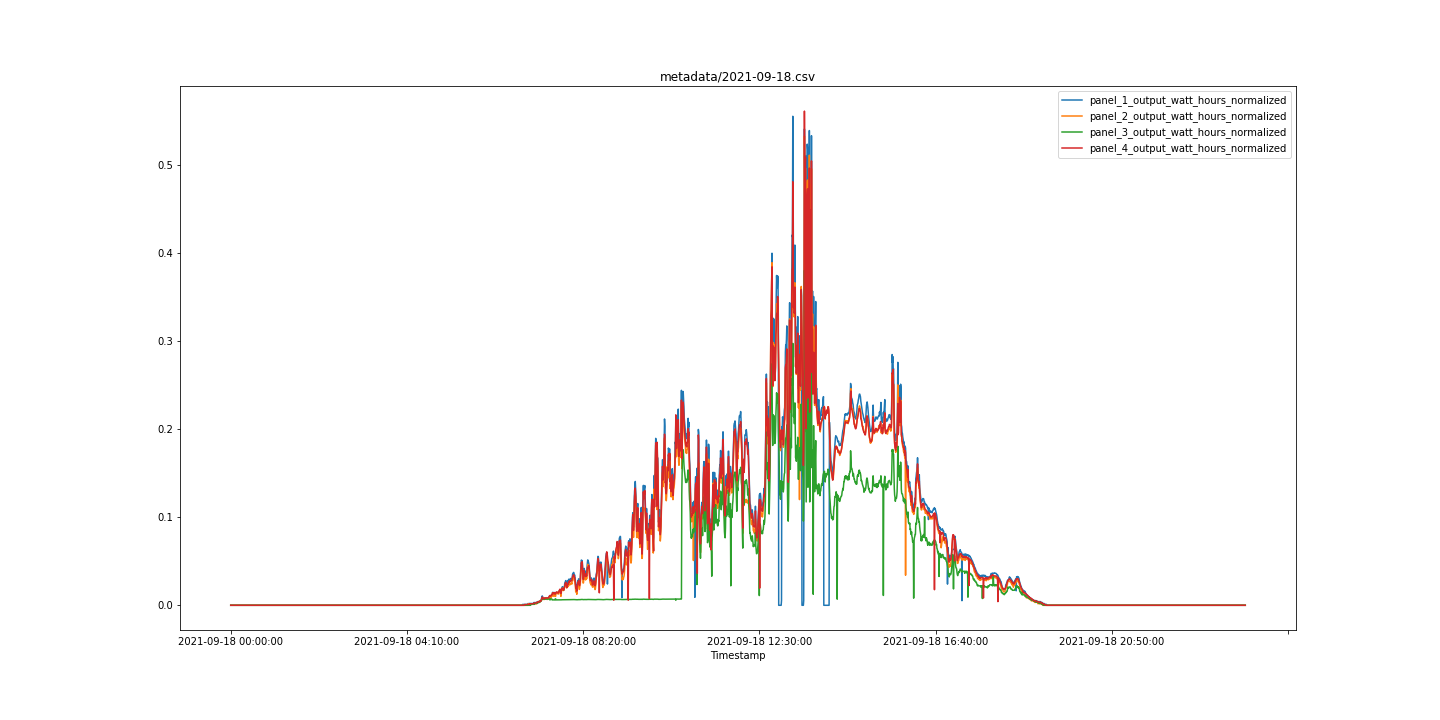 metadata/2021-09-18.csv
panel_1_output_watt_hours_normalized
panel_2_output_watt_hours_normalized
panel_3_output_watt_hours_normalized
panel_4_output_watt_hours_normalized
0.5
0.4
0.3
0.2
0.1
0.0
2021-09-18 00:00:00 2021-09-18 04:10:00 2021-09-18 08:20:00 2021-09-18 12:30:00 2021-09-18 16:40:00 2021-09-18 20:50:00
Timestamp